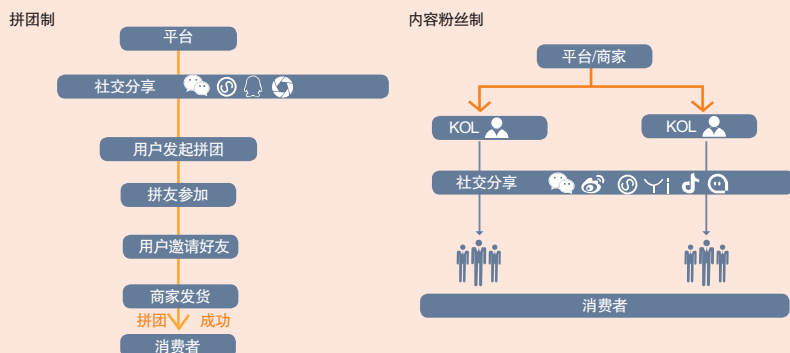 拼团制
平台
社交分享
用户发起拼团
拼友参加
用户邀请好友
商家发货
拼团 成功
消费者
内容粉丝制
平台/商家
KOL
KOL
社交分享
消费者